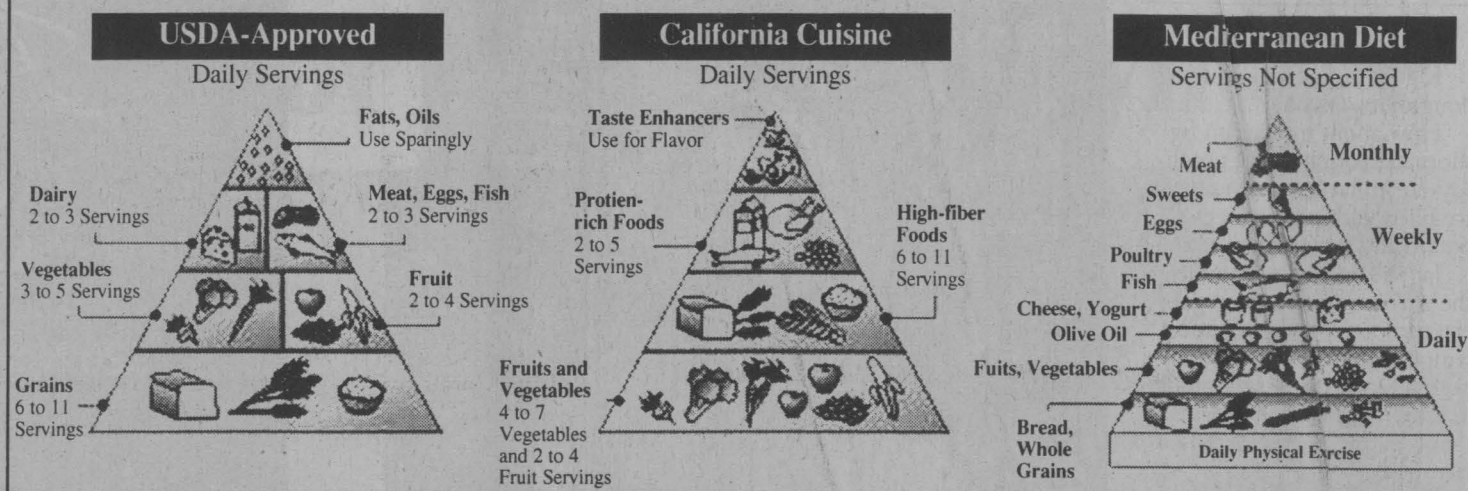 USDA-Approved
Daily Servings
Fats, Oils
Use Sparingly
Dairy
2 to 3 Servings
Meat, Eggs, Fish
2 to 3 Servings
Vegetables
3 to 5 Servings
Fruit
2 to 4 Servings
Grains
6 to 11
Servings
California Cuisine
Daily Servings
Taste Enhancers
Use for Flavor
Protien-
rich Foods
2 to 5
Servings
High-fiber
Foods
6 to 11
Servings
Fruits and
Vegetables
4 to 7
Vegetables
and 2 to 4
Fruit Servings
Mediterranean Diet
Servings Not Specified
Meat
Monthly
Sweets
Eggs
Weekly
Poultry
Fish
Cheese, Yogurt
Olive Oil
Daily
Fuits, Vegetables
Bread,
Whole
Grains
Daily Physical Exrcise